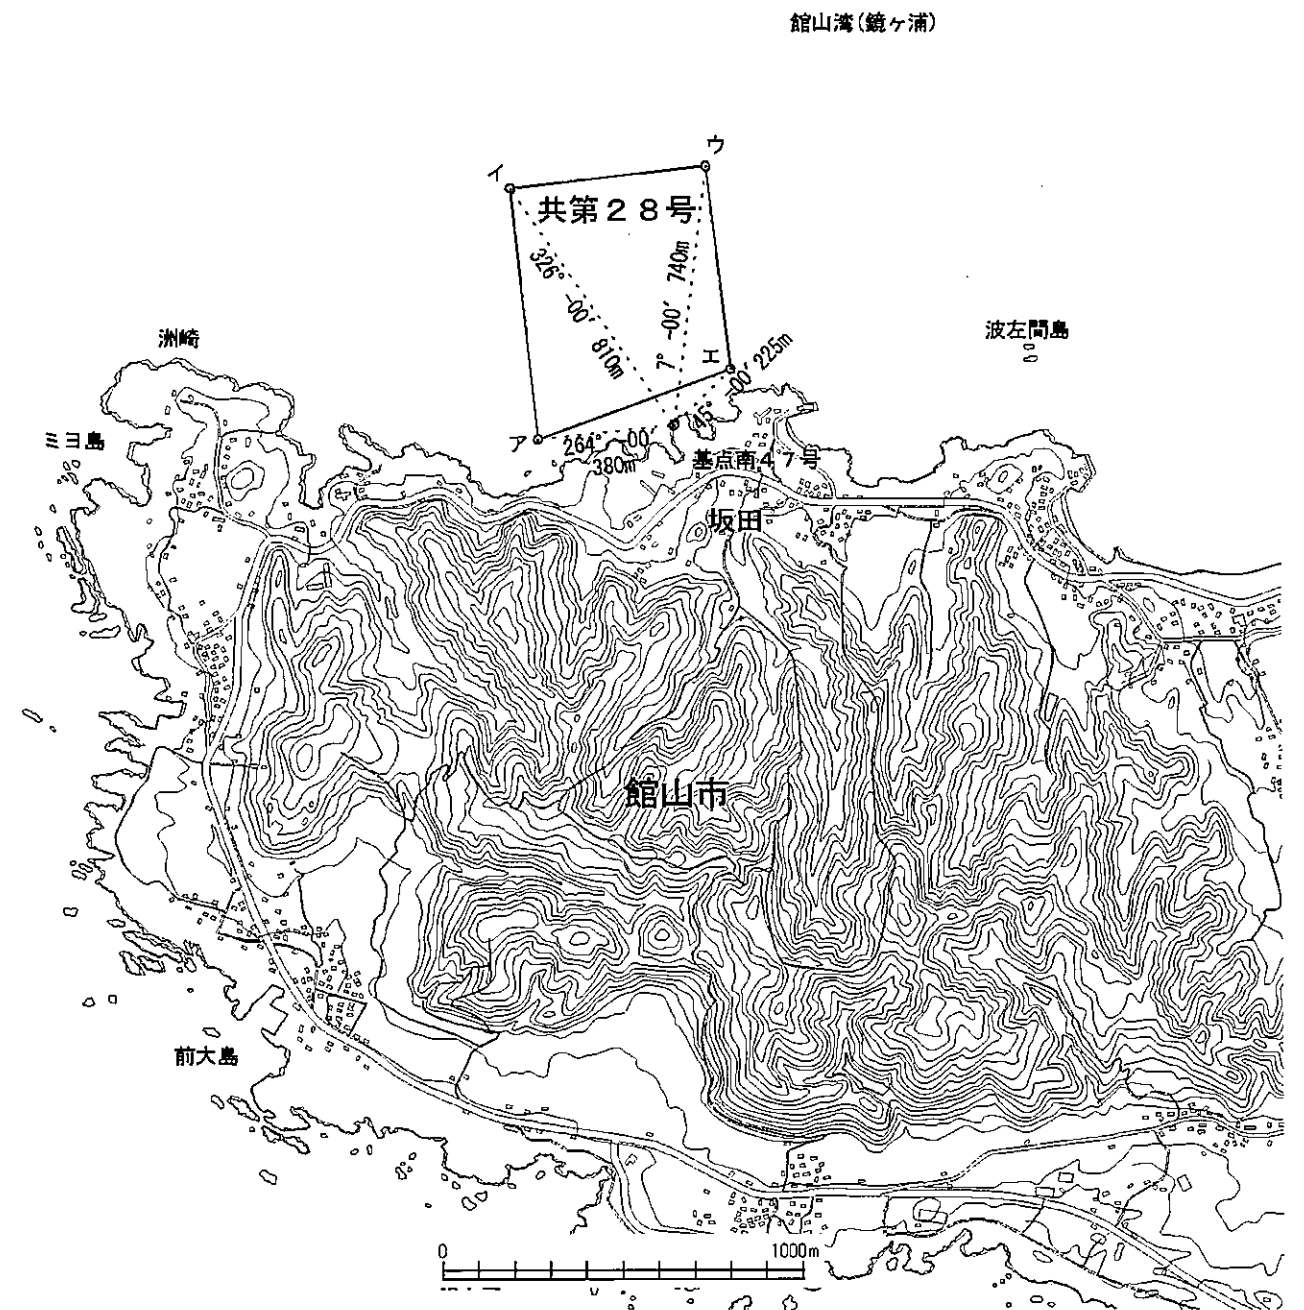 館山湾(鏡ヶ浦)
ウ
イ
共第２８号
326° -00′ 810m
7° -00′ 740m
波左間島
洲崎
エ
45° -00′ 225m
ミヨ島
ア
264° -00′
380m
基点南４７号
坂田
館山市
前大島
0 1000m